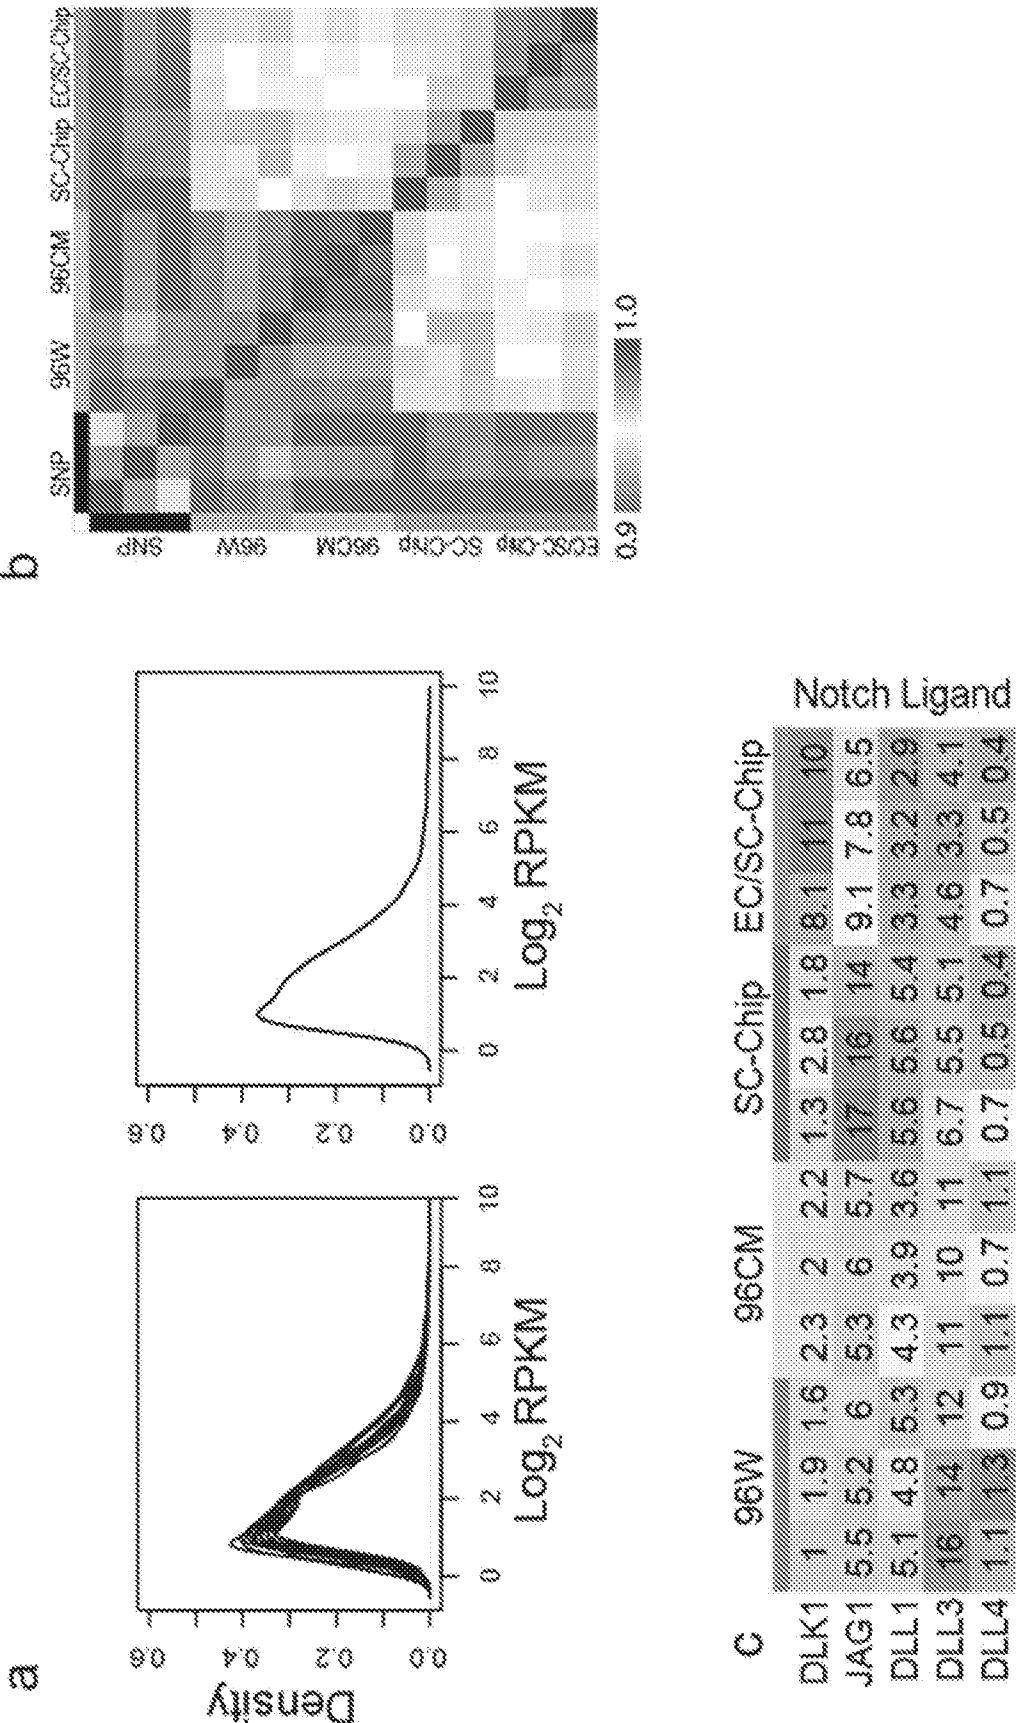 a
Density
0.6
0.4
0.2
0.0
0 2 4 6 8 10
Log2 RPKM
0.6
0.4
0.2
0.0
0 2 4 6 8 10
Log2 RPKM
b
SNP 96W 96CM SC-Chip EC/SC-Chip
SNP
96W
96CM
SC-Chip
EC/SC-Chip
0.9 1.0
c
96W 96CM SC-Chip EC/SC-Chip
DLK1 1 1.9 1.6 2.3 2 2.2 1.3 2.8 1.8 8.1 11 10
JAG1 5.5 5.2 6 5.3 6 5.7 17 16 14 9.1 7.8 6.5
DLL1 5.1 4.8 5.3 4.3 3.9 3.6 5.6 5.6 5.4 3.3 3.2 2.9
DLL3 16 14 12 11 10 11 6.7 5.5 5.1 4.6 3.3 4.1
DLL4 1.1 1.3 0.9 1.1 0.7 1.1 0.7 0.5 0.4 0.7 0.5 0.4
Notch Ligand